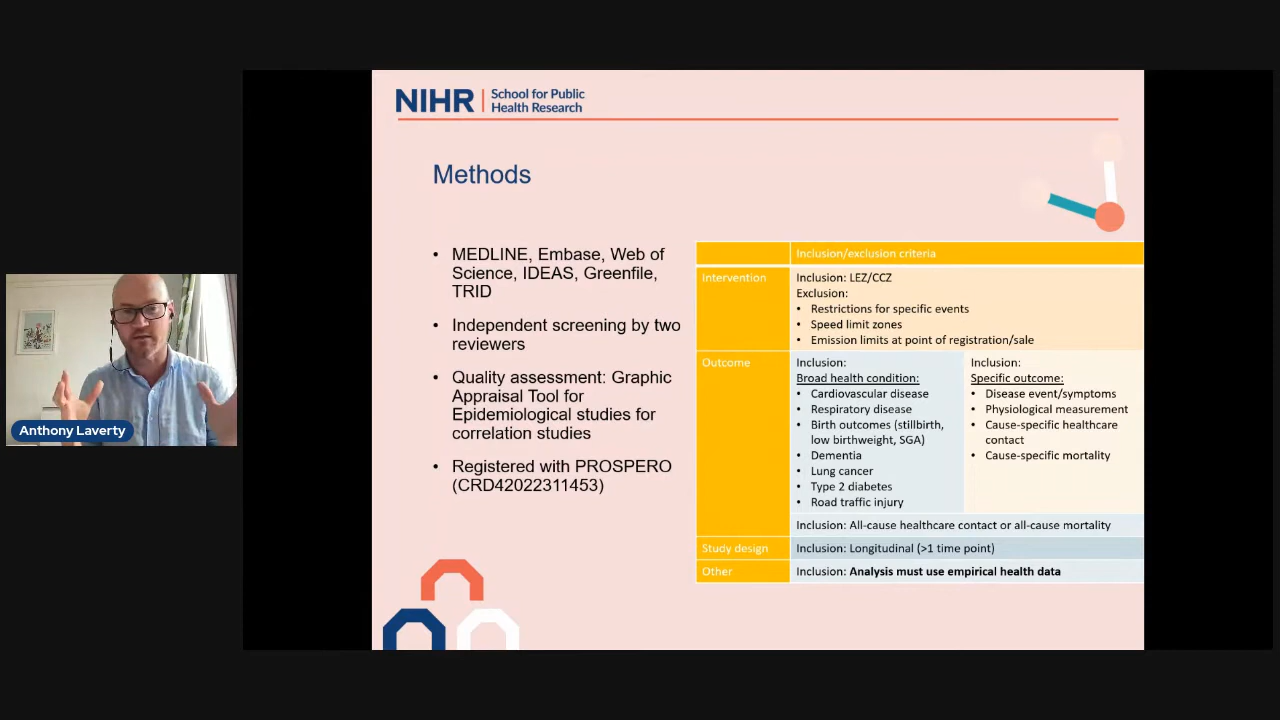 NIHR | School for Public
Health Research
Methods
• MEDLINE, Embase, Web of
Science, IDEAS, Greenfile,
TRID
• Independent screening by two
reviewers
• Quality assessment: Graphic
Appraisal Tool for
Epidemiological studies for
correlation studies
• Registered with PROSPERO
(CRD42022311453)
Inclusion/exclusion criteria
Intervention
Inclusion: LEZ/CCZ
Exclusion:
• Restrictions for specific events
• Speed limit zones
• Emission limits at point of registration/sale
Outcome
Inclusion:
Broad health condition:
• Cardiovascular disease
• Respiratory disease
• Birth outcomes (stillbirth,
low birthweight, SGA)
• Dementia
• Lung cancer
• Type 2 diabetes
• Road traffic injury
Inclusion:
Specific outcome:
• Disease event/symptoms
• Physiological measurement
• Cause-specific healthcare
contact
• Cause-specific mortality
Inclusion: All-cause healthcare contact or all-cause mortality
Study design
Inclusion: Longitudinal (>1 time point)
Other
Inclusion: Analysis must use empirical health data
Anthony Laverty